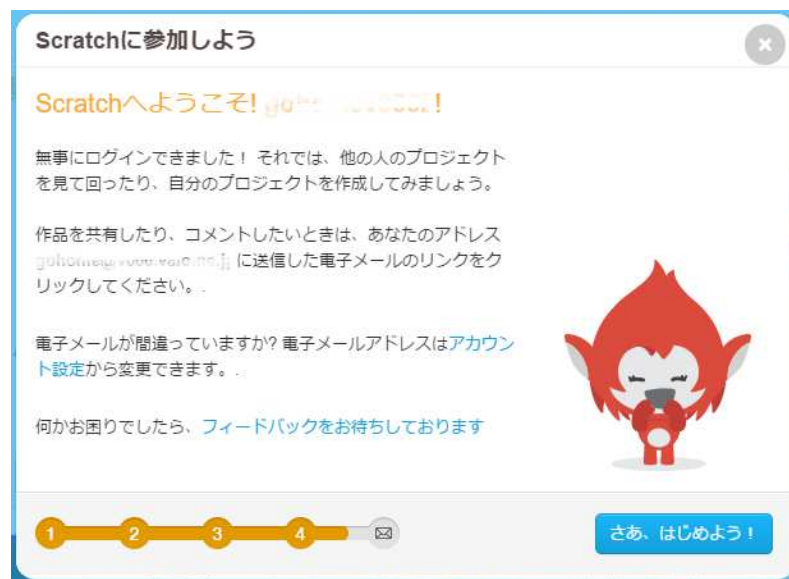 Scratchに参加しよう
Scratchへようこそ! !
無事にログインできました！ それでは、他の人のプロジェクト
を見て回ったり、自分のプロジェクトを作成してみましょう。
作品を共有したり、コメントしたいときは、あなたのアドレス
に送信した電子メールのリンクをク
リックしてください。.
電子メールが間違っていますか? 電子メールアドレスはアカウン
ト設定から変更できます。.
何かお困りでしたら、フィードバックをお待ちしております
1 2 3 4
さあ、はじめよう！